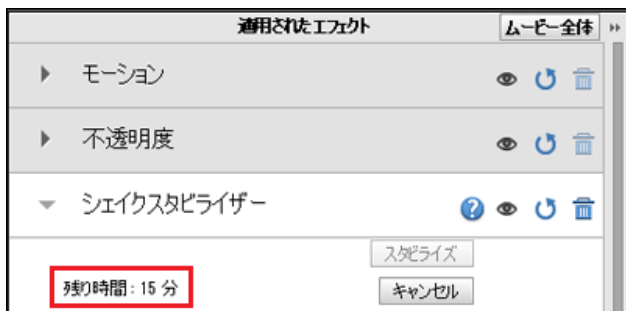 適用されたエフェクト ムービー全体
モーション
不透明度
シェイクスタビライザー
スタビライズ
残り時間 : 15 分
キャンセル